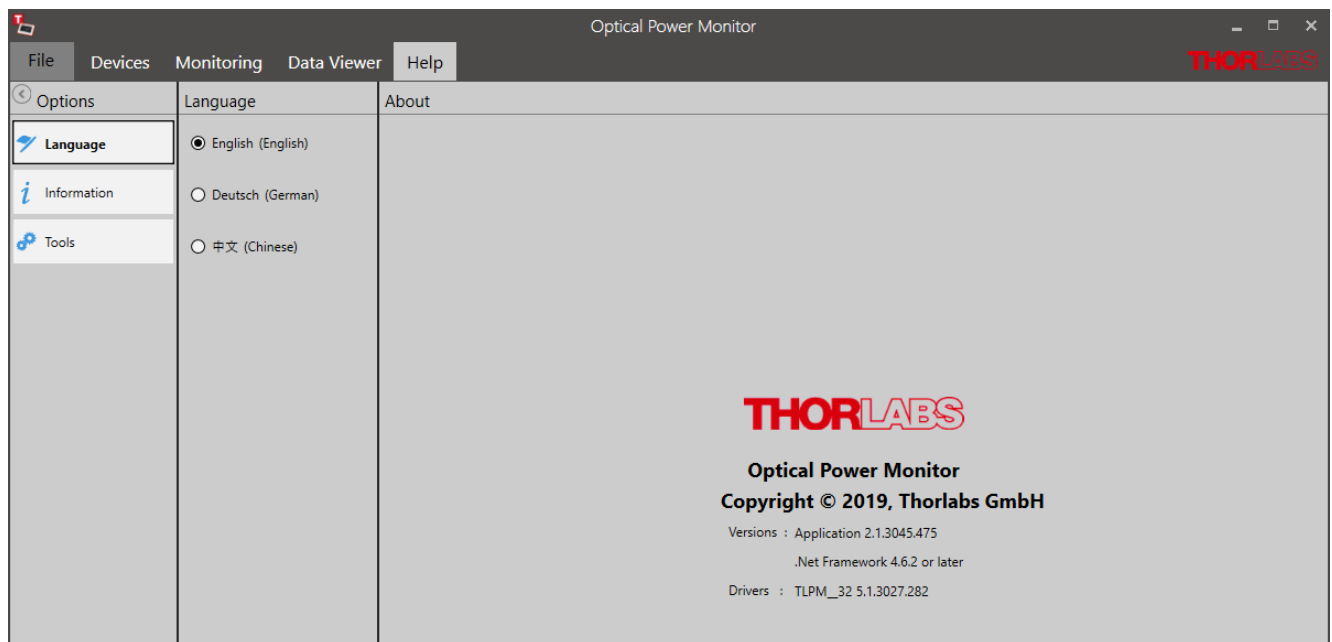 Optical Power Monitor
File Devices Monitoring Data Viewer Help
THORLABS
Options
Language
Information
Tools
Language
English (English)
Deutsch (German)
中文 (Chinese)
About
THORLABS
Optical Power Monitor
Copyright © 2019, Thorlabs GmbH
Versions : Application 2.1.3045.475
.Net Framework 4.6.2 or later
Drivers : TLPM__32 5.1.3027.282